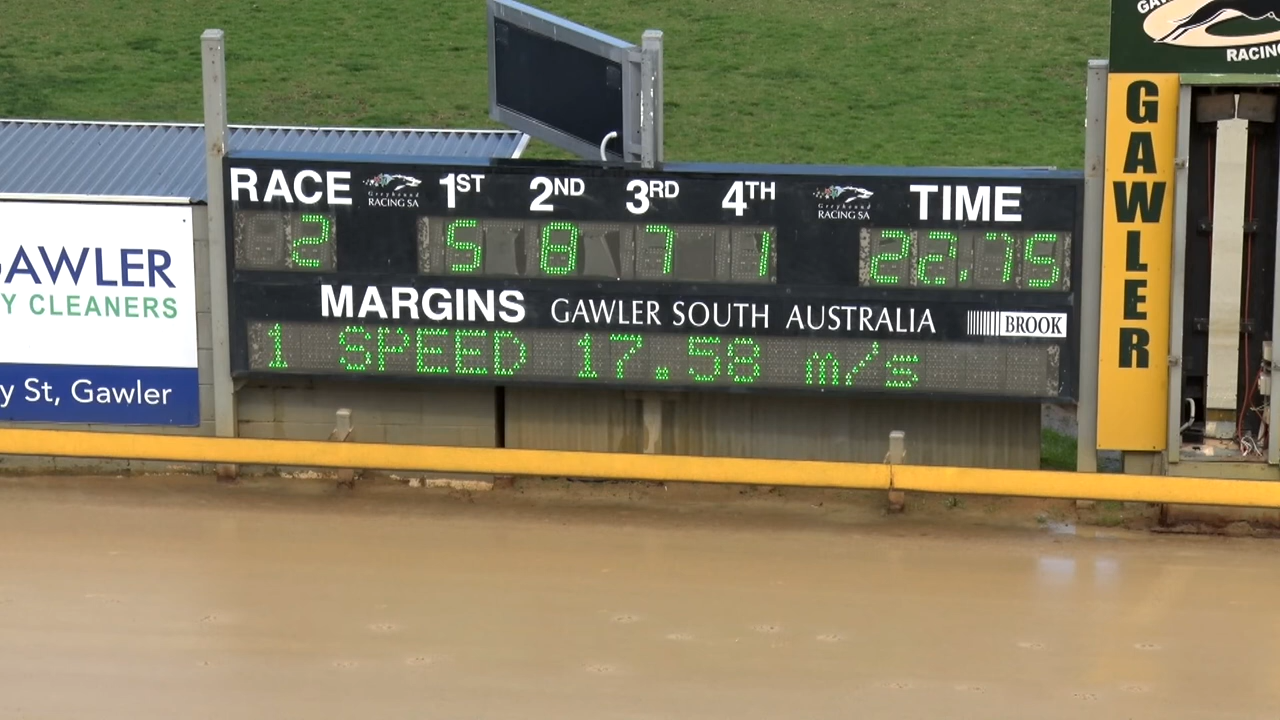 RACE 1ST 2ND 3RD 4TH TIME
Greyhound RACING SA
Greyhound RACING SA
2 5 8 7 1 22.75
MARGINS GAWLER SOUTH AUSTRALIA BROOK
1 SPEED 17.58 m/s
GAWLER
RACING
GAWLER
Y CLEANERS
y St, Gawler